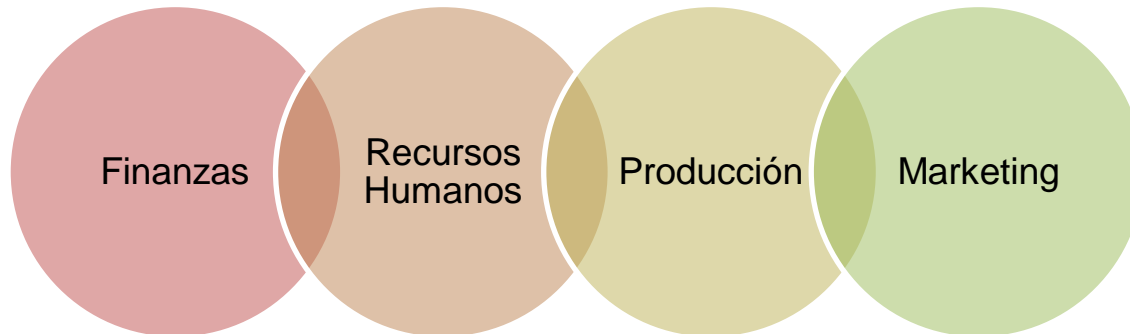 Finanzas
Recursos
Humanos
Producción
Marketing